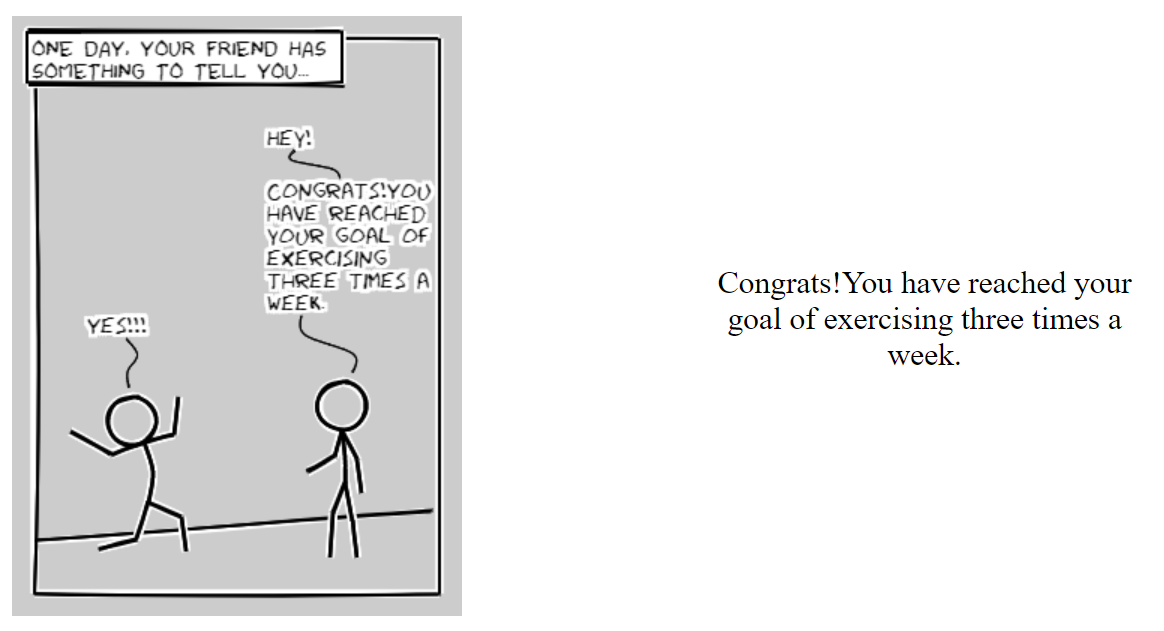 ONE DAY, YOUR FRIEND HAS
SOMETHING TO TELL YOU...
HEY!
CONGRATS!YOU
HAVE REACHED
YOUR GOAL OF
EXERCISING
THREE TIMES A
WEEK.
YES!!!
Congrats!You have reached your
goal of exercising three times a
week.